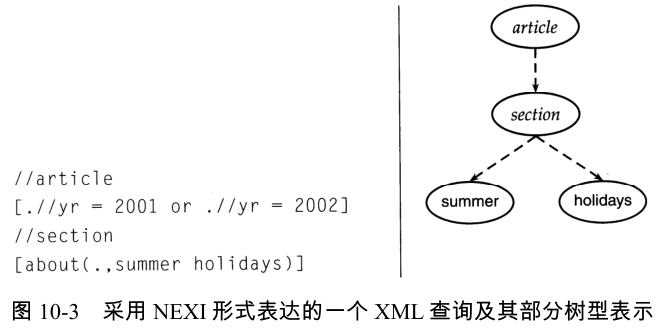 //article
[.//yr = 2001 or .//yr = 2002]
//section
[about(.,summer holidays)]
article
section
summer
holidays
图 10-3 采用 NEXI 形式表达的一个 XML 查询及其部分树型表示